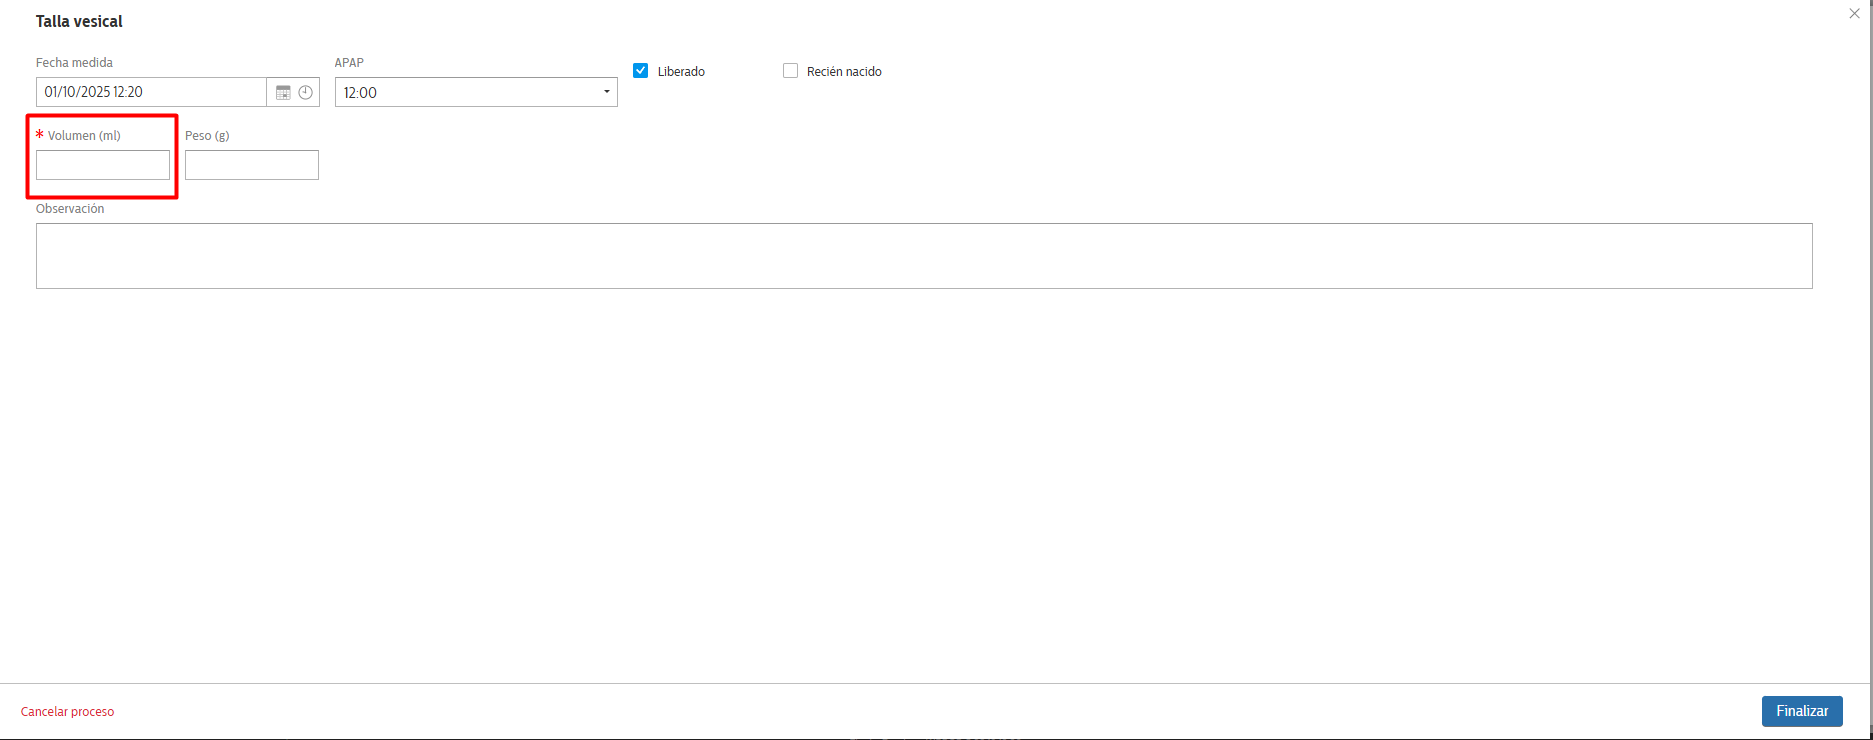 Talla vesical
Fecha medida
APAP
01/10/2025 12:20
12:00
Liberado
Recién nacido
* Volumen (ml)
Peso (g)
Observación
Cancelar proceso
Finalizar